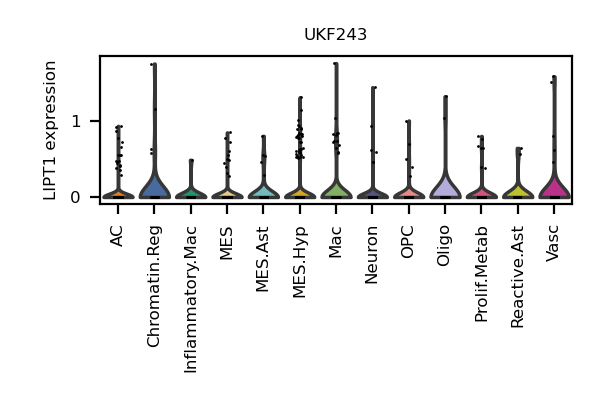 UKF243
LIPT1 expression
1
0
AC
Chromatin.Reg
Inflammatory.Mac
MES
MES.Ast
MES.Hyp
Mac
Neuron
OPC
Oligo
Prolif.Metab
Reactive.Ast
Vasc